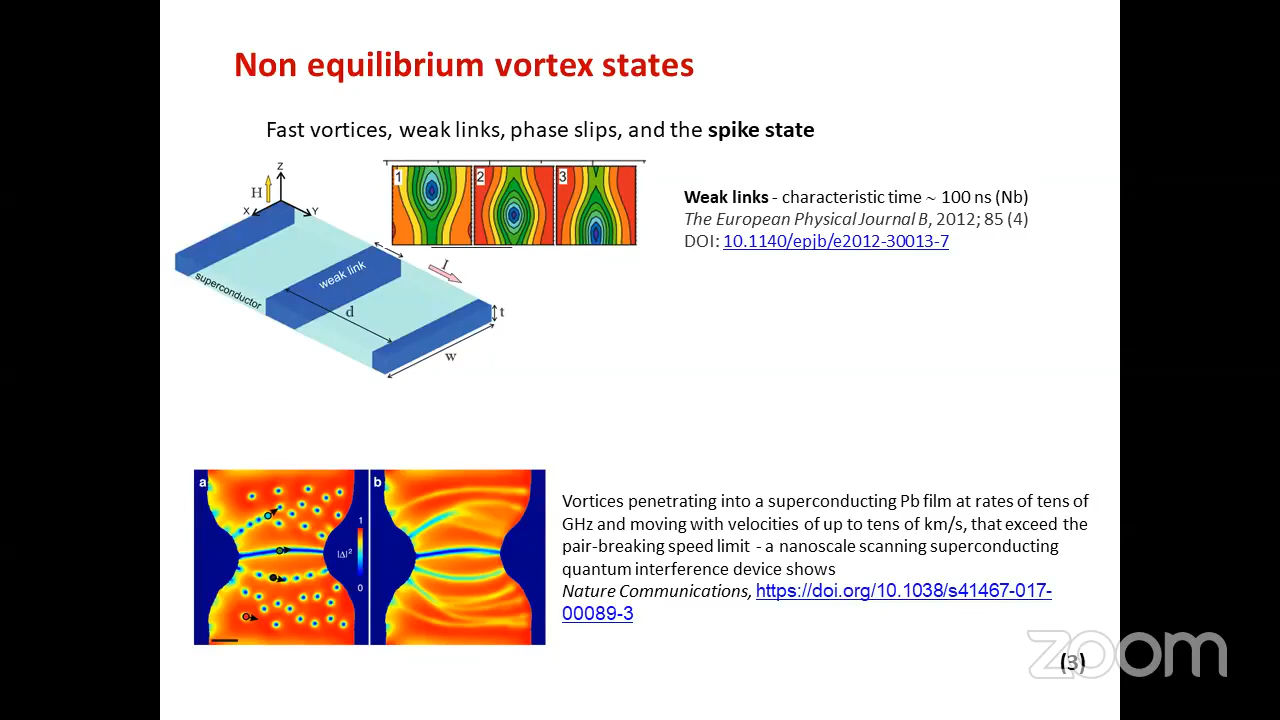 Non equilibrium vortex states
Fast vortices, weak links, phase slips, and the spike state
Z
H
X
Y
superconductor
weak link
I
d
t
w
1 2 3
Weak links - characteristic time ~ 100 ns (Nb)
The European Physical Journal B, 2012; 85 (4)
DOI: 10.1140/epjb/e2012-30013-7
a b
1
|Δ|²
0
Vortices penetrating into a superconducting Pb film at rates of tens of
GHz and moving with velocities of up to tens of km/s, that exceed the
pair-breaking speed limit - a nanoscale scanning superconducting
quantum interference device shows
Nature Communications, https://doi.org/10.1038/s41467-017-
00089-3
zoom
(3)